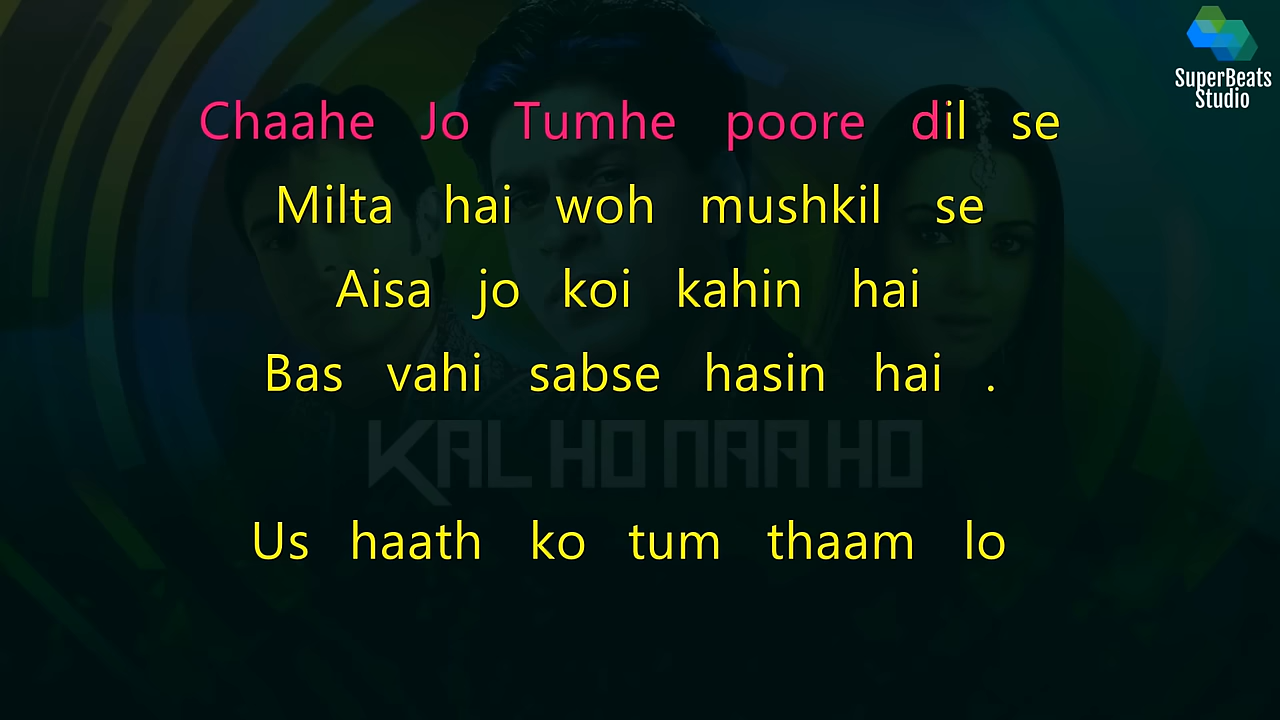 SuperBeats
Studio
Chaahe Jo Tumhe poore dil se
Milta hai woh mushkil se
Aisa jo koi kahin hai
Bas vahi sabse hasin hai .
KAL HO NAA HO
Us haath ko tum thaam lo